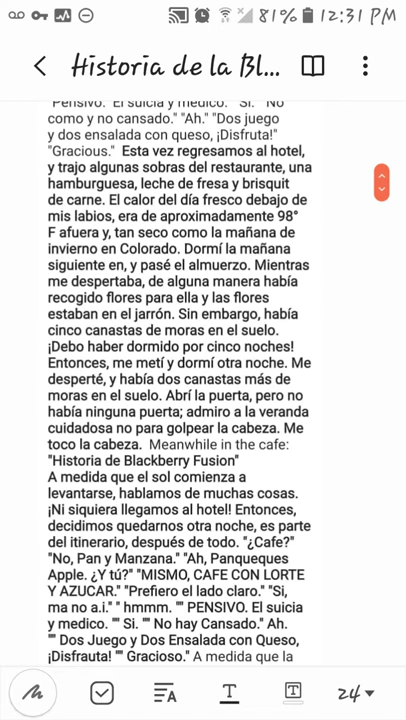 81% 12:31 PM
Historia de la Bl...
"Pensivo." El suicia y medico." "Si." "No
como y no cansado." "Ah." "Dos juego
y dos ensalada con queso, ¡Disfruta!"
"Gracious." Esta vez regresamos al hotel,
y trajo algunas sobras del restaurante, una
hamburguesa, leche de fresa y brisquit
de carne. El calor del día fresco debajo de
mis labios, era de aproximadamente 98°
F afuera y, tan seco como la mañana de
invierno en Colorado. Dormí la mañana
siguiente en, y pasé el almuerzo. Mientras
me despertaba, de alguna manera había
recogido flores para ella y las flores
estaban en el jarrón. Sin embargo, había
cinco canastas de moras en el suelo.
¡Debo haber dormido por cinco noches!
Entonces, me metí y dormí otra noche. Me
desperté, y había dos canastas más de
moras en el suelo. Abrí la puerta, pero no
había ninguna puerta; admiro a la veranda
cuidadosa no para golpear la cabeza. Me
toco la cabeza. Meanwhile in the cafe:
"Historia de Blackberry Fusion"
A medida que el sol comienza a
levantarse, hablamos de muchas cosas.
¡Ni siquiera llegamos al hotel! Entonces,
decidimos quedarnos otra noche, es parte
del itinerario, después de todo. "¿Cafe?"
"No, Pan y Manzana." "Ah, Panqueques
Apple. ¿Y tú?" "MISMO, CAFE CON LORTE
Y AZUCAR." "Prefiero el lado claro." "Si,
ma no a.i." " hmmm. "" PENSIVO. El suicia
y medico. "" Si. "" No hay Cansado." Ah.
"" Dos Juego y Dos Ensalada con Queso,
¡Disfrauta! "" Gracioso." A medida que la
T T 24